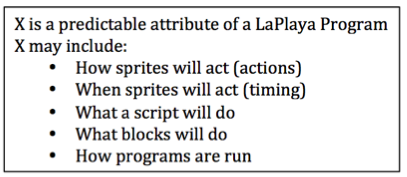 X is a predictable attribute of a LaPlaya Program
X may include:
• How sprites will act (actions)
• When sprites will act (timing)
• What a script will do
• What blocks will do
• How programs are run